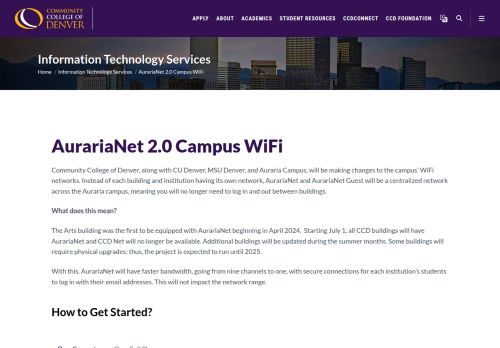 COMMUNITY
COLLEGE OF
DENVER
APPLY ABOUT ACADEMICS STUDENT RESOURCES CCDCONNECT CCD FOUNDATION
Information Technology Services
Home / Information Technology Services / AurariaNet 2.0 Campus WiFi
AurariaNet 2.0 Campus WiFi
Community College of Denver, along with CU Denver, MSU Denver, and Auraria Campus, will be making changes to the campus' WiFi
networks. Instead of each building and institution having its own network, AurariaNet and AurariaNet Guest will be a centralized network
across the Auraria campus, meaning you will no longer need to log in and out between buildings.
What does this mean?
The Arts building was the first to be equipped with AurariaNet beginning in April 2024. Starting July 1, all CCD buildings will have
AurariaNet and CCD Net will no longer be available. Additional buildings will be updated during the summer months. Some buildings will
require physical upgrades; thus, the project is expected to run until 2025.
With this, AurariaNet will have faster bandwidth, going from nine channels to one, with secure connections for each institution's students
to log in with their email addresses. This will not impact the network range.
How to Get Started?